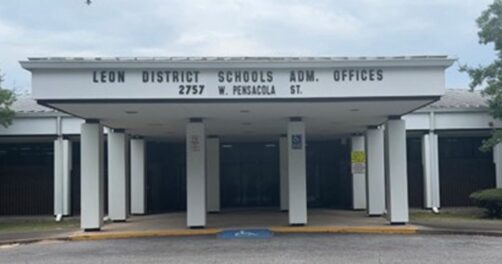 LEON DISTRICT SCHOOLS ADM. OFFICES
2757 W. PENSACOLA ST.